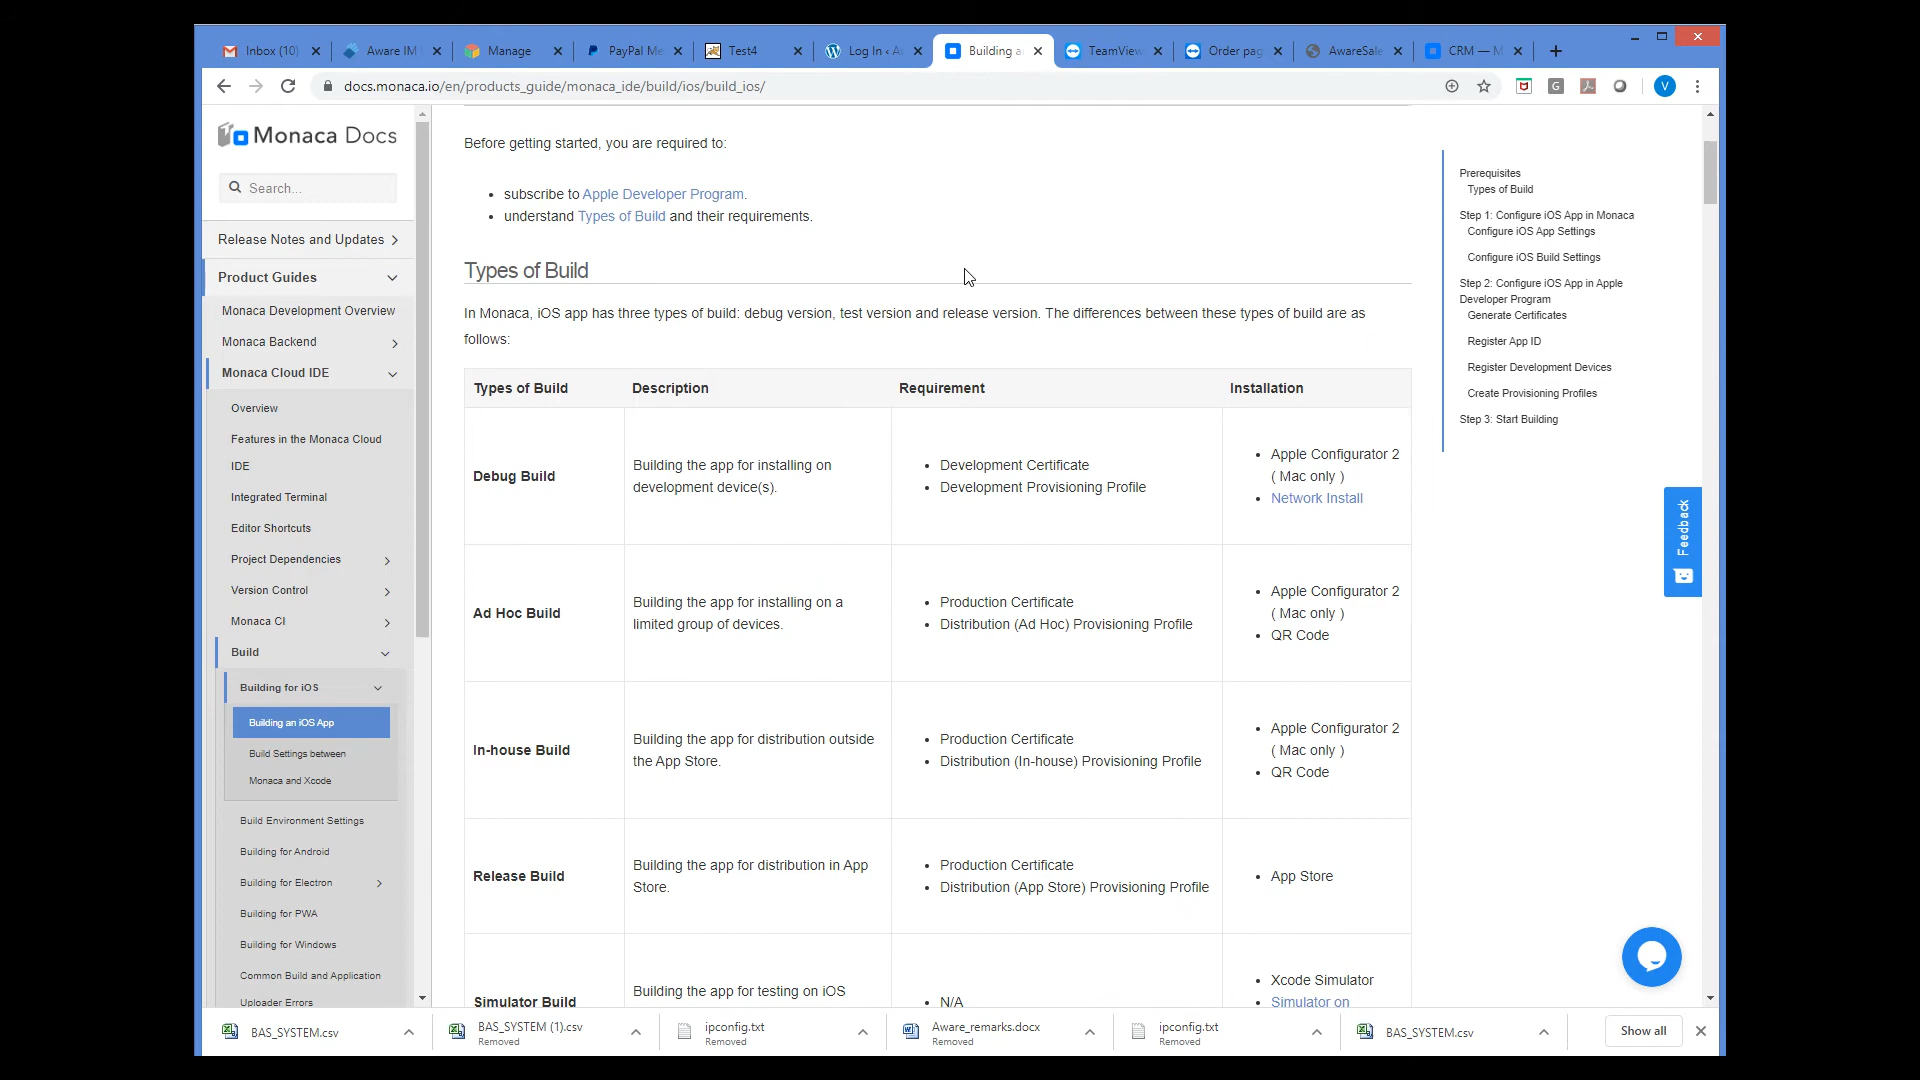 Inbox (10)
Aware IM
Manage
PayPal Me
Test4
Log In ‹ A
Building a
TeamView
Order pag
AwareSale
CRM — M
docs.monaca.io/en/products_guide/monaca_ide/build/ios/build_ios/
V
Monaca Docs
Search...
Release Notes and Updates
Product Guides
Monaca Development Overview
Monaca Backend
Monaca Cloud IDE
Overview
Features in the Monaca Cloud
IDE
Integrated Terminal
Editor Shortcuts
Project Dependencies
Version Control
Monaca CI
Build
Building for iOS
Building an iOS App
Build Settings between
Monaca and Xcode
Build Environment Settings
Building for Android
Building for Electron
Building for PWA
Building for Windows
Common Build and Application
Uploader Errors
Before getting started, you are required to:
• subscribe to Apple Developer Program.
• understand Types of Build and their requirements.
Types of Build
In Monaca, iOS app has three types of build: debug version, test version and release version. The differences between these types of build are as
follows:
Types of Build Description Requirement Installation
Debug Build
Building the app for installing on
development device(s).
• Development Certificate
• Development Provisioning Profile
• Apple Configurator 2
( Mac only )
• Network Install
Ad Hoc Build
Building the app for installing on a
limited group of devices.
• Production Certificate
• Distribution (Ad Hoc) Provisioning Profile
• Apple Configurator 2
( Mac only )
• QR Code
In-house Build
Building the app for distribution outside
the App Store.
• Production Certificate
• Distribution (In-house) Provisioning Profile
• Apple Configurator 2
( Mac only )
• QR Code
Release Build
Building the app for distribution in App
Store.
• Production Certificate
• Distribution (App Store) Provisioning Profile
• App Store
Simulator Build
Building the app for testing on iOS
• N/A
• Xcode Simulator
• Simulator on
Prerequisites
Types of Build
Step 1: Configure iOS App in Monaca
Configure iOS App Settings
Configure iOS Build Settings
Step 2: Configure iOS App in Apple
Developer Program
Generate Certificates
Register App ID
Register Development Devices
Create Provisioning Profiles
Step 3: Start Building
Feedback
BAS_SYSTEM.csv
BAS_SYSTEM (1).csv
Removed
ipconfig.txt
Removed
Aware_remarks.docx
Removed
ipconfig.txt
Removed
BAS_SYSTEM.csv
Show all